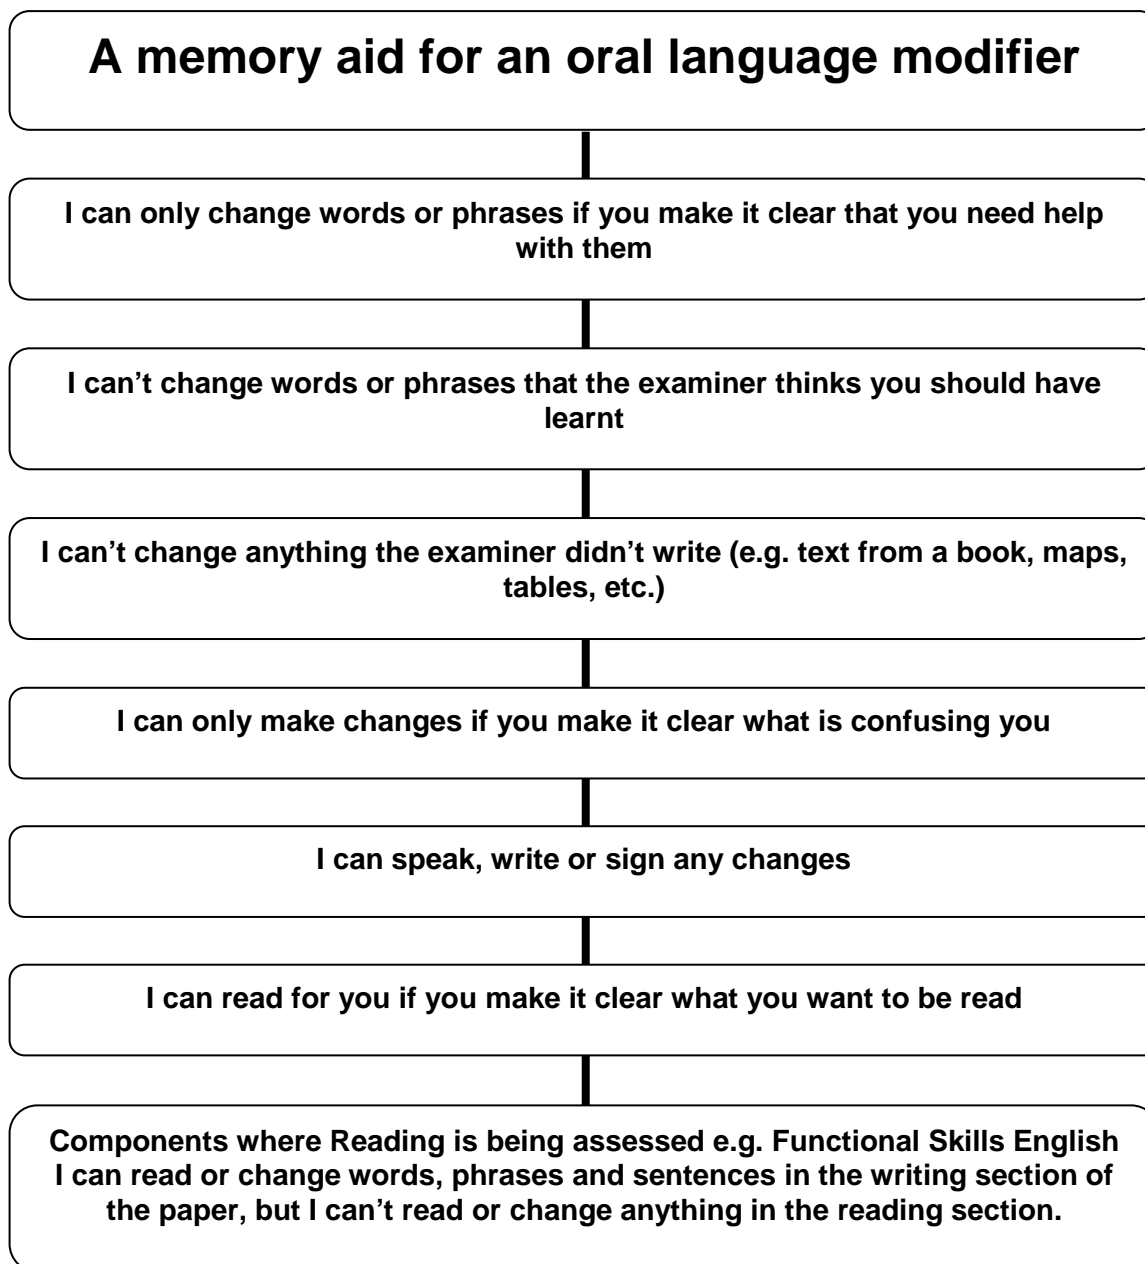 A memory aid for an oral language modifier
I can only change words or phrases if you make it clear that you need help
with them
I can’t change words or phrases that the examiner thinks you should have
learnt
I can’t change anything the examiner didn’t write (e.g. text from a book, maps,
tables, etc.)
I can only make changes if you make it clear what is confusing you
I can speak, write or sign any changes
I can read for you if you make it clear what you want to be read
Components where Reading is being assessed e.g. Functional Skills English
I can read or change words, phrases and sentences in the writing section of
the paper, but I can’t read or change anything in the reading section.